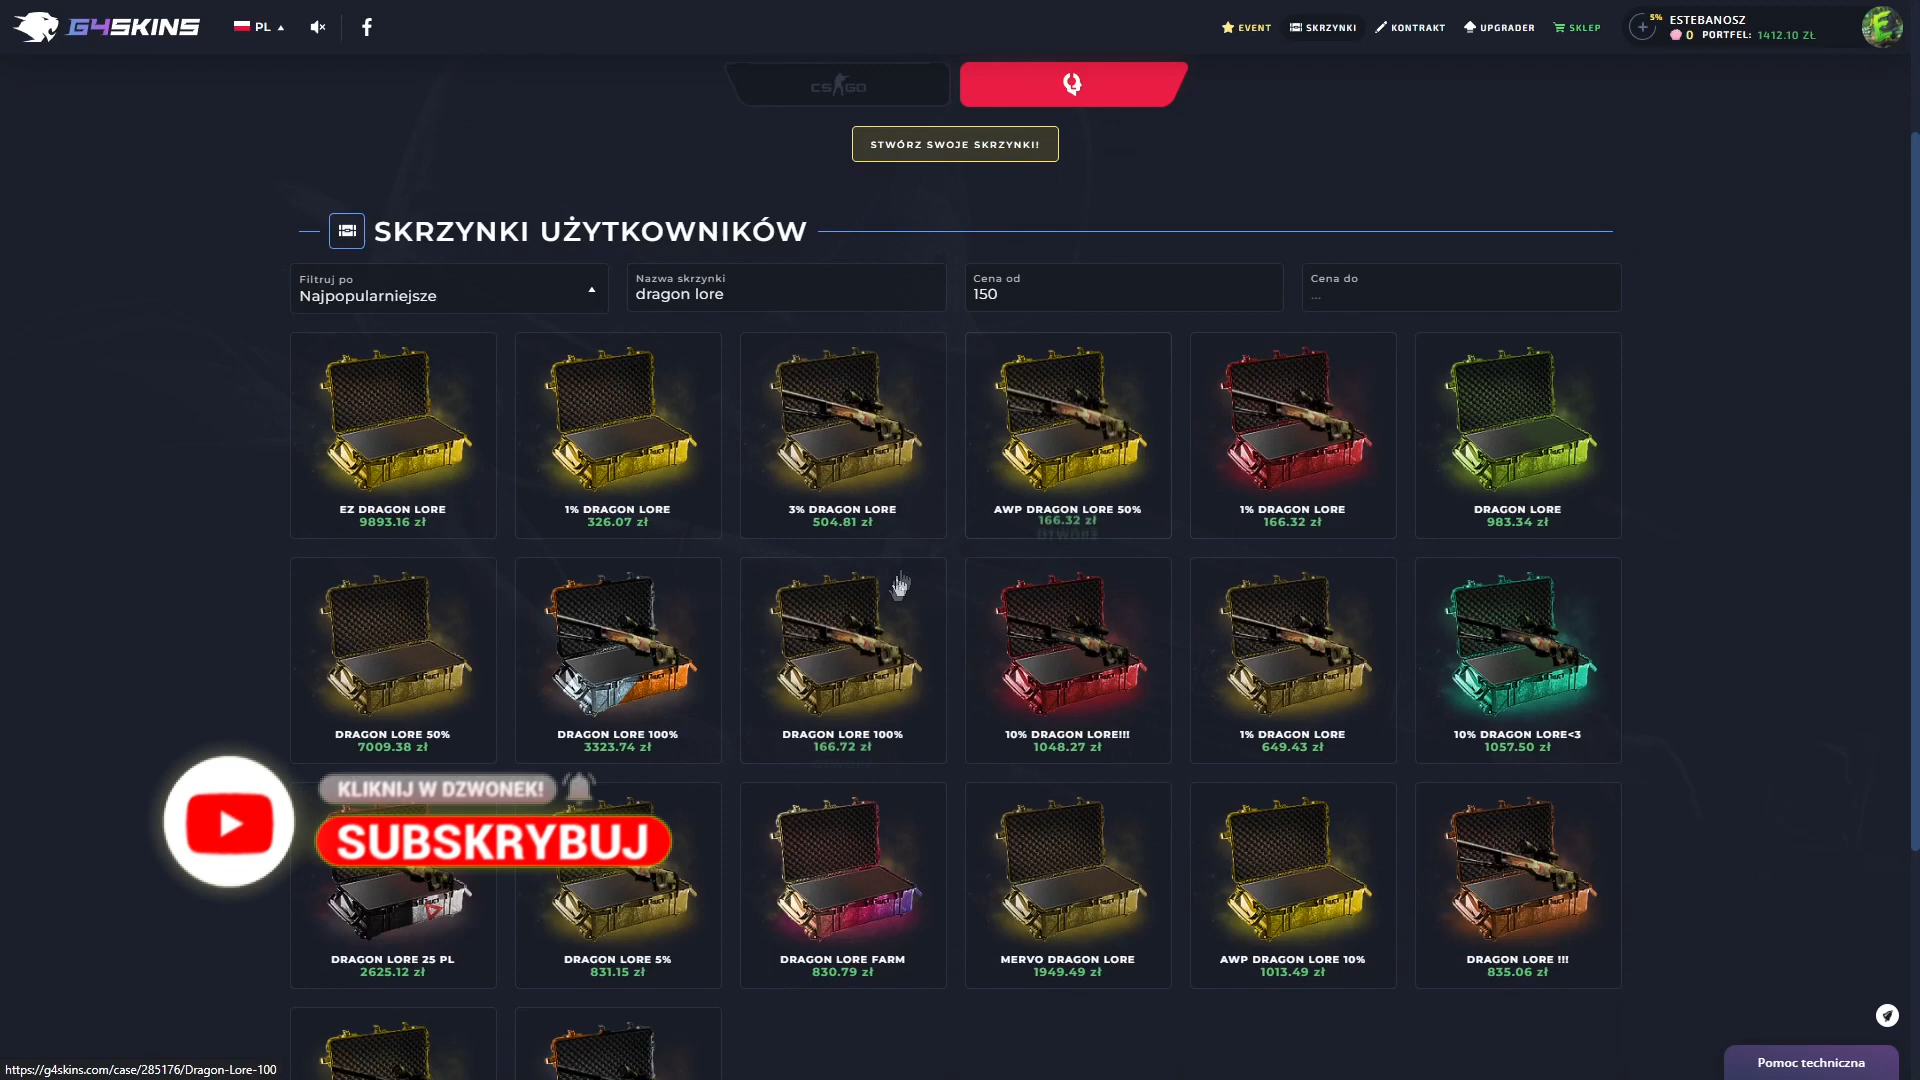 G4SKINS
PL
EVENT
SKRZYNKI
KONTRAKT
UPGRADER
SKLEP
5%
ESTEBANOSZ
0 PORTFEL: 1412.10 ZŁ
CS GO
STWÓRZ SWOJE SKRZYNKI!
SKRZYNKI UŻYTKOWNIKÓW
Filtruj po
Najpopularniejsze
Nazwa skrzynki
dragon lore
Cena od
150
Cena do
...
EZ DRAGON LORE
9893.16 zł
1% DRAGON LORE
326.07 zł
3% DRAGON LORE
504.81 zł
AWP DRAGON LORE 50%
166.32 zł
OTWÓRZ
1% DRAGON LORE
166.32 zł
DRAGON LORE
983.34 zł
DRAGON LORE 50%
7009.38 zł
DRAGON LORE 100%
3323.74 zł
DRAGON LORE 100%
166.72 zł
10% DRAGON LORE!!!
1048.27 zł
1% DRAGON LORE
649.43 zł
10% DRAGON LORE<3
1057.50 zł
KLIKNIJ W DZWONEK!
SUBSKRYBUJ
DRAGON LORE 25 PL
2625.12 zł
DRAGON LORE 5%
831.15 zł
DRAGON LORE FARM
830.79 zł
MERVO DRAGON LORE
1949.49 zł
AWP DRAGON LORE 10%
1013.49 zł
DRAGON LORE !!!
835.06 zł
https://g4skins.com/case/285176/Dragon-Lore-100
Pomoc techniczna